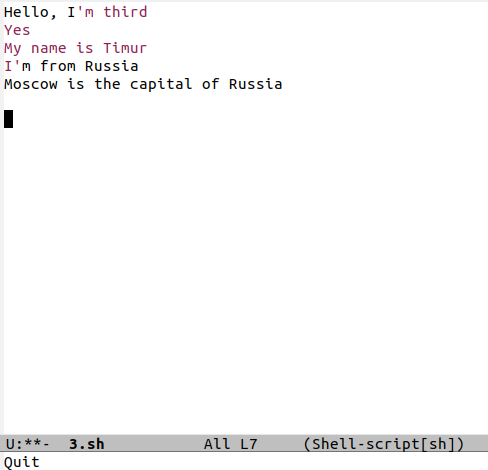 Hello, I'm third
Yes
My name is Timur
I'm from Russia
Moscow is the capital of Russia
U:**-  3.sh           All L7     (Shell-script[sh])
Quit